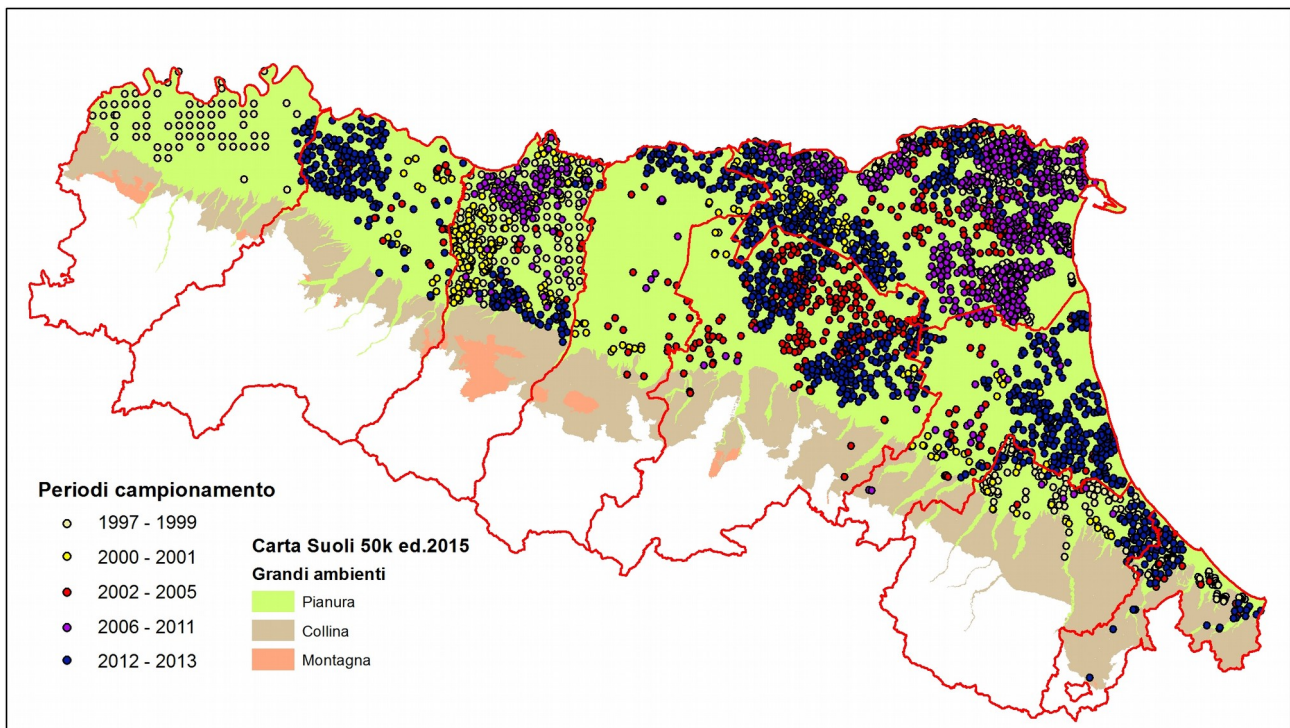 Periodi campionamento
1997 - 1999
2000 - 2001
2002 - 2005
2006 - 2011
2012 - 2013
Carta Suoli 50k ed.2015
Grandi ambienti
Pianura
Collina
Montagna